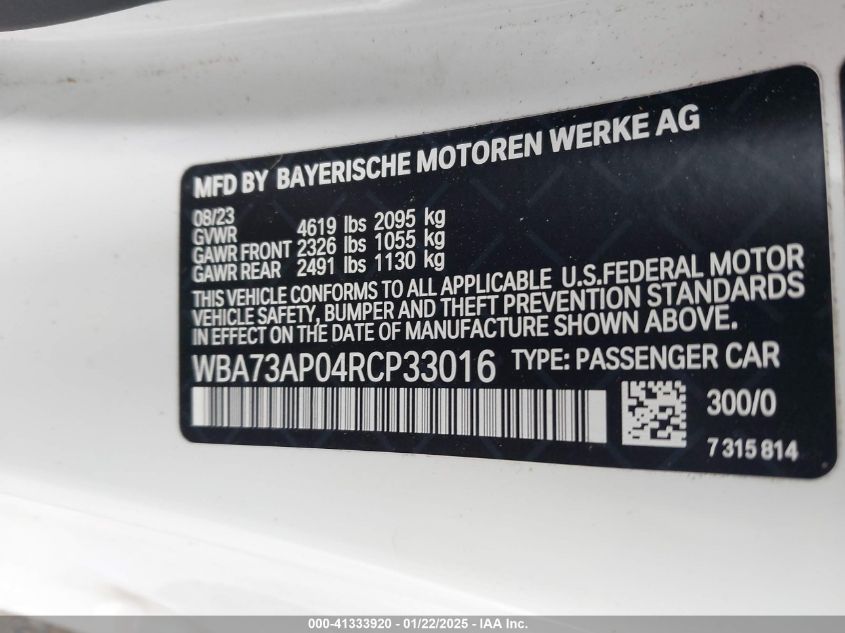 MFD BY BAYERISCHE MOTOREN WERKE AG
08/23
GVWR 4619 lbs 2095 kg
GAWR FRONT 2326 lbs 1055 kg
GAWR REAR 2491 lbs 1130 kg
THIS VEHICLE CONFORMS TO ALL APPLICABLE U.S.FEDERAL MOTOR
VEHICLE SAFETY, BUMPER AND THEFT PREVENTION STANDARDS
IN EFFECT ON THE DATE OF MANUFACTURE SHOWN ABOVE.
WBA73AP04RCP33016 TYPE: PASSENGER CAR
300/0
7 315 814
000-41333920 - 01/22/2025 - IAA Inc.